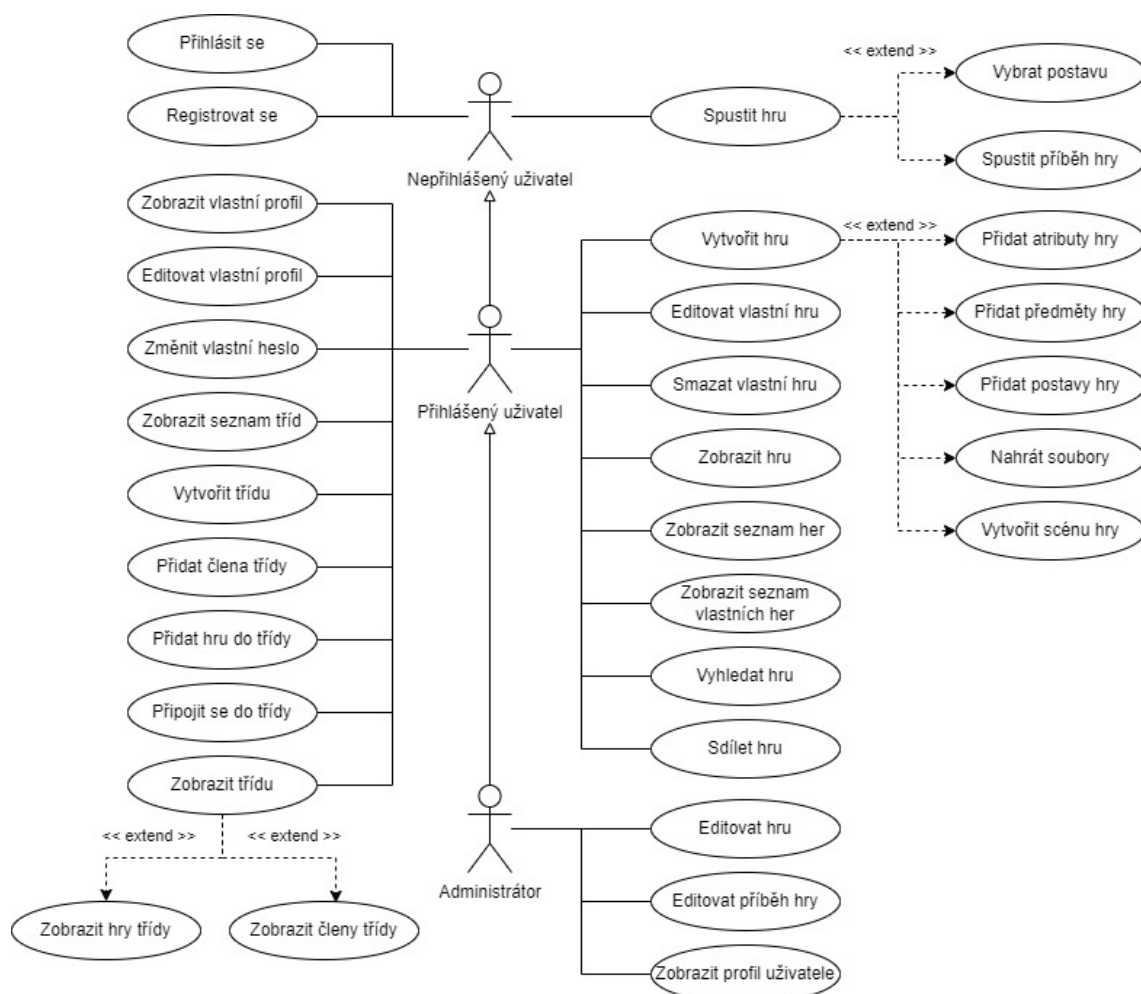 Přihlásit se
<< extend >>
Vybrat postavu
Registrovat se
Spustit hru
Spustit příběh hry
Nepřihlášený uživatel
Zobrazit vlastní profil
<< extend >>
Vytvořit hru
Přidat atributy hry
Editovat vlastní profil
Editovat vlastní hru
Přidat předměty hry
Změnit vlastní heslo
Smazat vlastní hru
Přidat postavy hry
Přihlášený uživatel
Zobrazit seznam tříd
Zobrazit hru
Nahrát soubory
Vytvořit třídu
Zobrazit seznam her
Vytvořit scénu hry
Přidat člena třídy
Zobrazit seznam
vlastních her
Přidat hru do třídy
Vyhledat hru
Připojit se do třídy
Sdílet hru
Zobrazit třídu
<< extend >>
<< extend >>
Editovat hru
Administrátor
Editovat příběh hry
Zobrazit hry třídy
Zobrazit členy třídy
Zobrazit profil uživatele